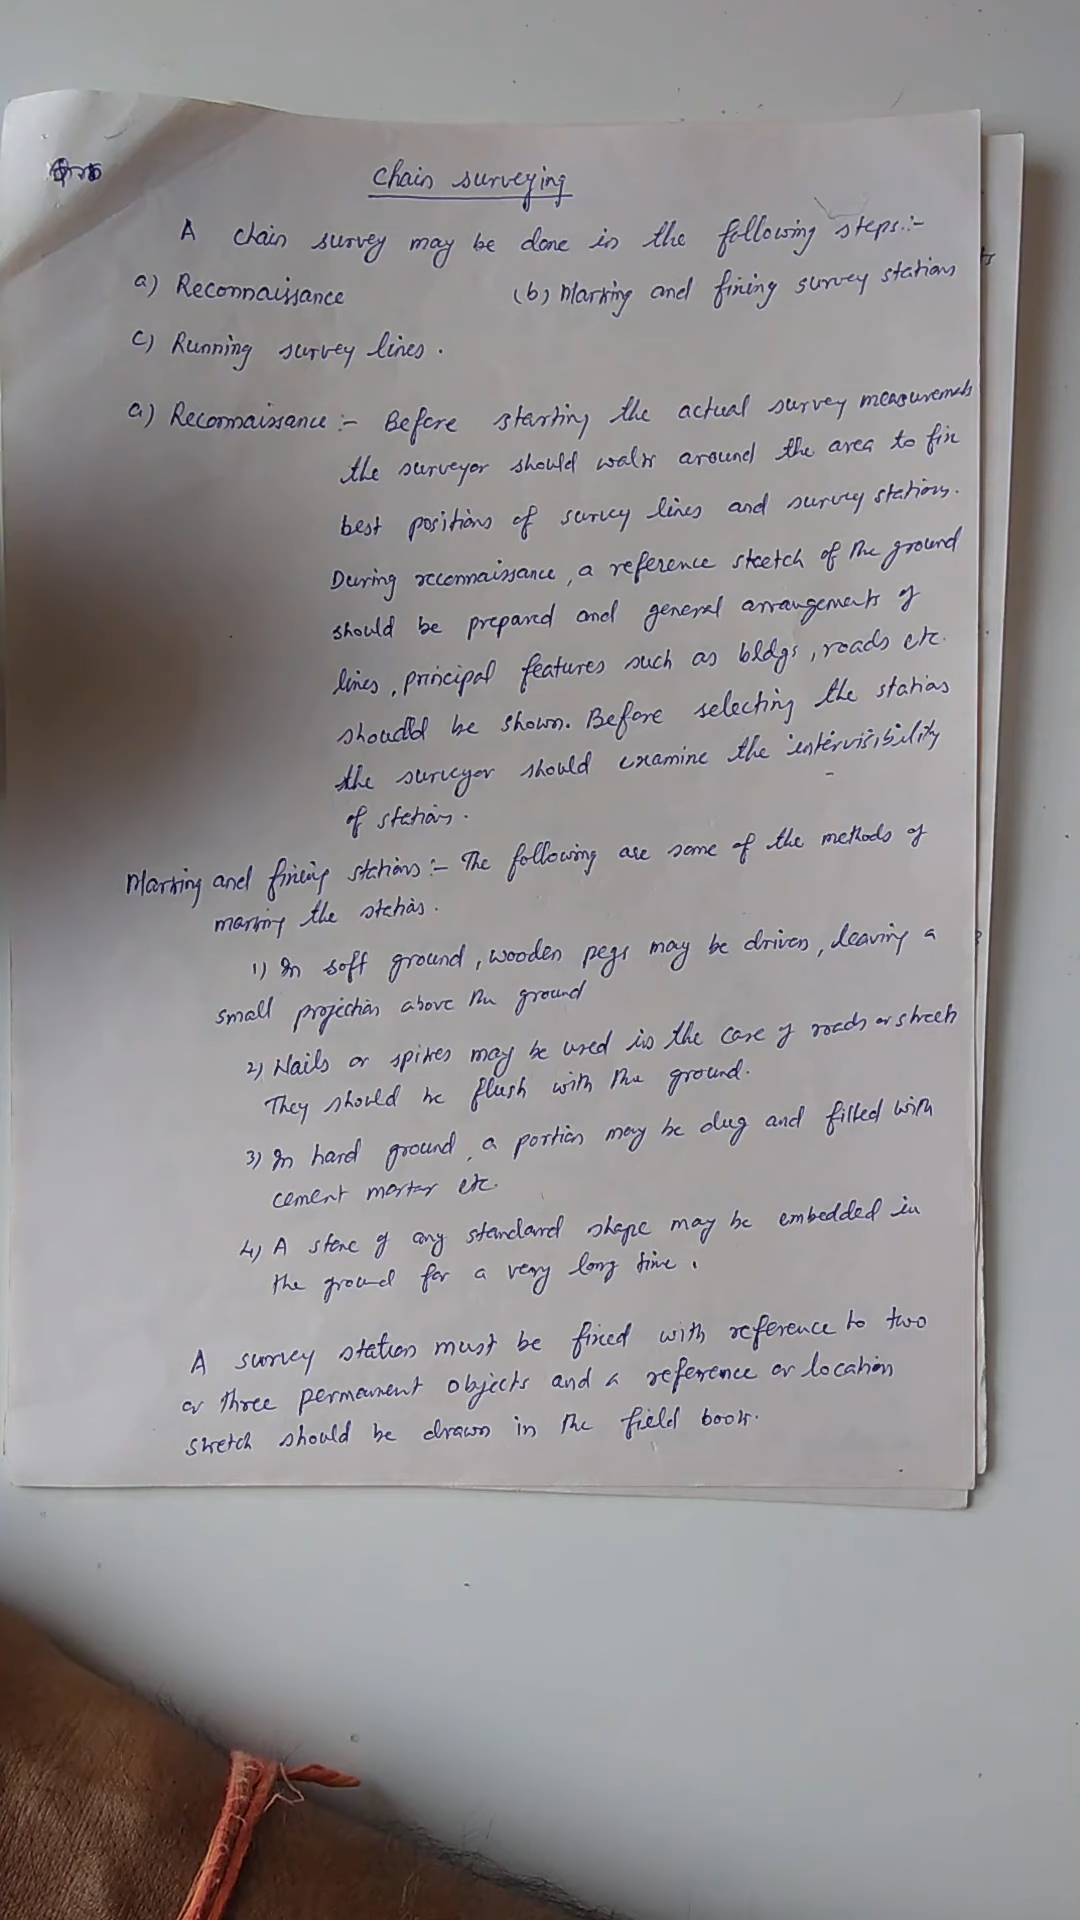 Chain surveying
A chain survey may be done in the following steps:-
a) Reconnaissance (b) Marking and fixing survey stations
c) Running survey lines.
a) Reconnaissance :- Before starting the actual survey measurements
the surveyor should walk around the area to fix
best positions of survey lines and survey stations.
During reconnaissance, a reference sketch of the ground
should be prepared and general arrangements of
lines, principal features such as bldgs, roads etc.
should be shown. Before selecting the stations
the surveyor should examine the intervisibility
of stations.
Marking and fixing stations :- The following are some of the methods of
marking the stations.
1) In soft ground, wooden pegs may be driven, leaving a
small projection above the ground
2) Nails or spikes may be used in the case of roads or streets
They should be flush with the ground.
3) In hard ground, a portion may be dug and filled with
cement mortar etc.
4) A stone of any standard shape may be embedded in
the ground for a very long time.
A survey station must be fixed with reference to two
or three permanent objects and a reference or location
sketch should be drawn in the field book.